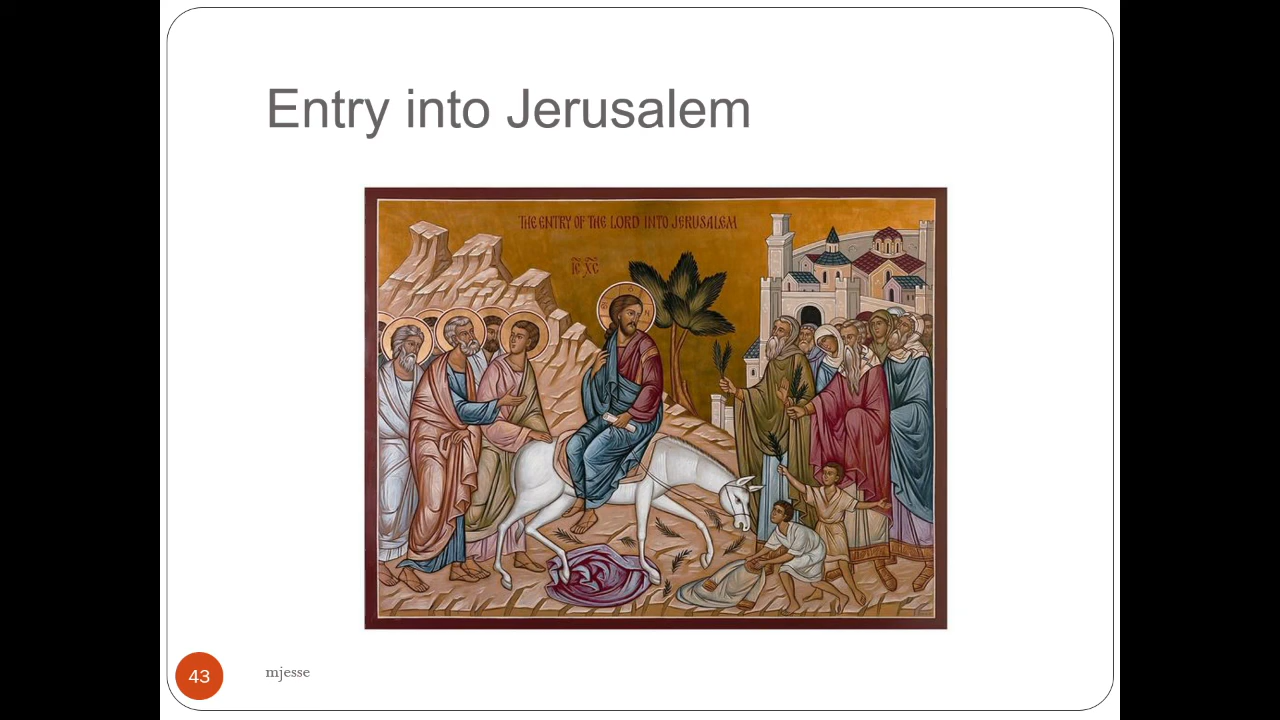 Entry into Jerusalem
THE ENTRY OF THE LORD INTO JERUSALEM
IC XC
43
mjesse